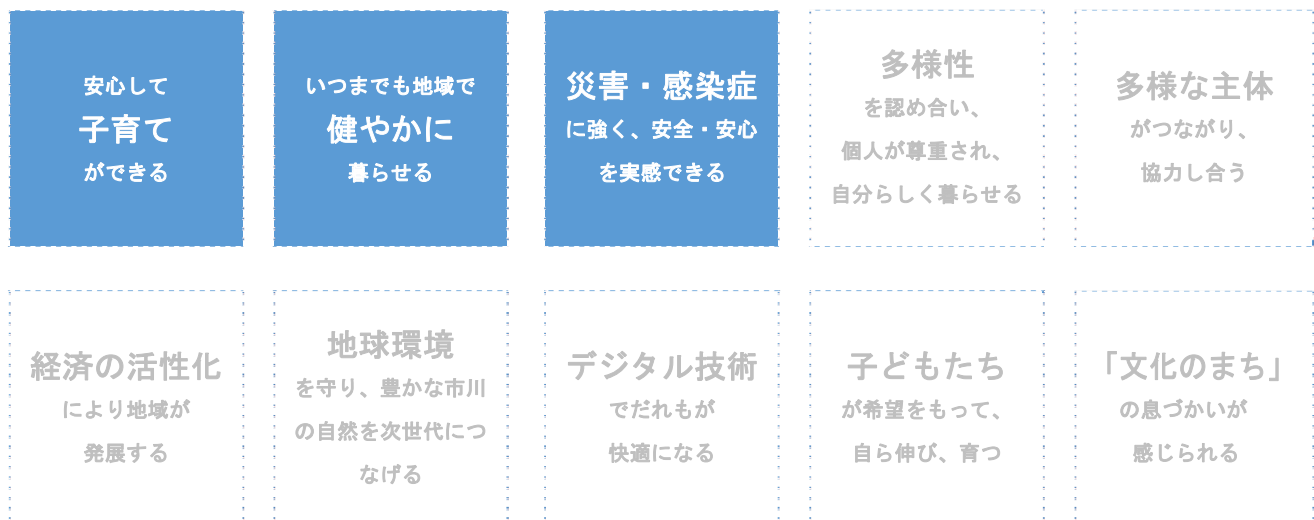 安心して
子育て
ができる
いつまでも地域で
健やかに
暮らせる
災害・感染症
に強く、安全・安心
を実感できる
多様性
を認め合い、
個人が尊重され、
自分らしく暮らせる
多様な主体
がつながり、
協力し合う
経済の活性化
により地域が
発展する
地球環境
を守り、豊かな市川
の自然を次世代につ
なげる
デジタル技術
でだれもが
快適になる
子どもたち
が希望をもって、
自ら伸び、育つ
「文化のまち」
の息づかいが
感じられる